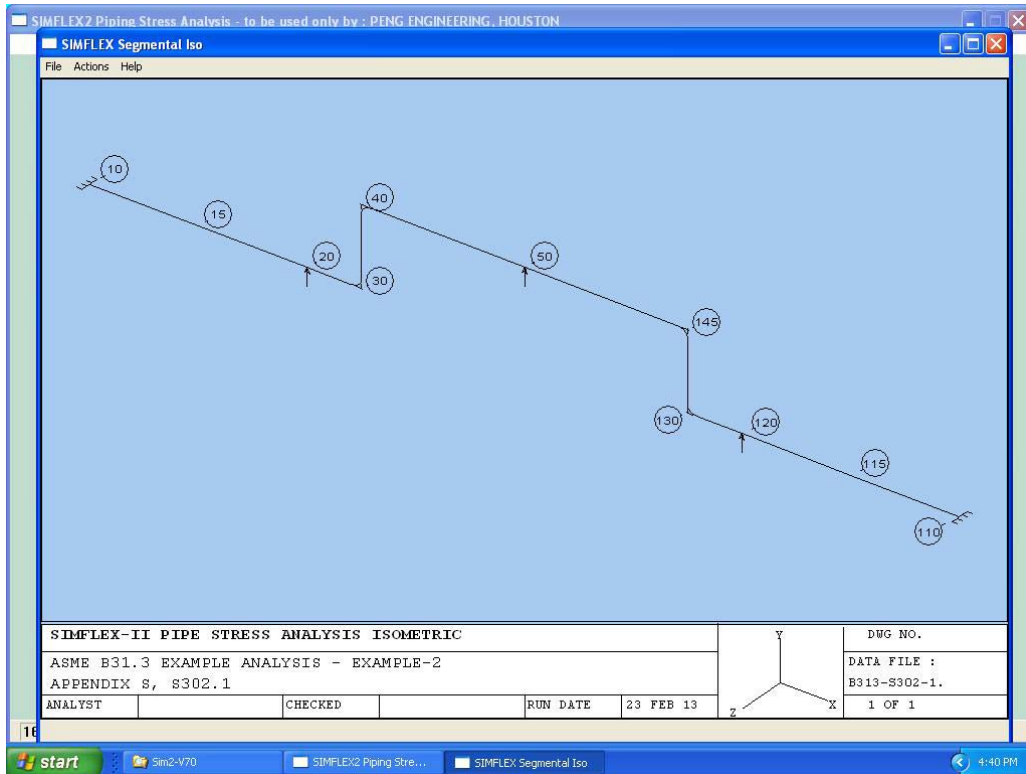 SIMFLEX2 Piping Stress Analysis - to be used only by : PENG ENGINEERING, HOUSTON
SIMFLEX Segmental Iso
File Actions Help
10
15
20
30
40
50
145
130
120
115
110
SIMFLEX-II PIPE STRESS ANALYSIS ISOMETRIC
ASME B31.3 EXAMPLE ANALYSIS - EXAMPLE-2
APPENDIX S, S302.1
ANALYST CHECKED RUN DATE 23 FEB 13
Y
Z X
DWG NO.
DATA FILE :
B313-S302-1.
1 OF 1
start Sim2-V70 SIMFLEX2 Piping Stre... SIMFLEX Segmental Iso 4:40 PM